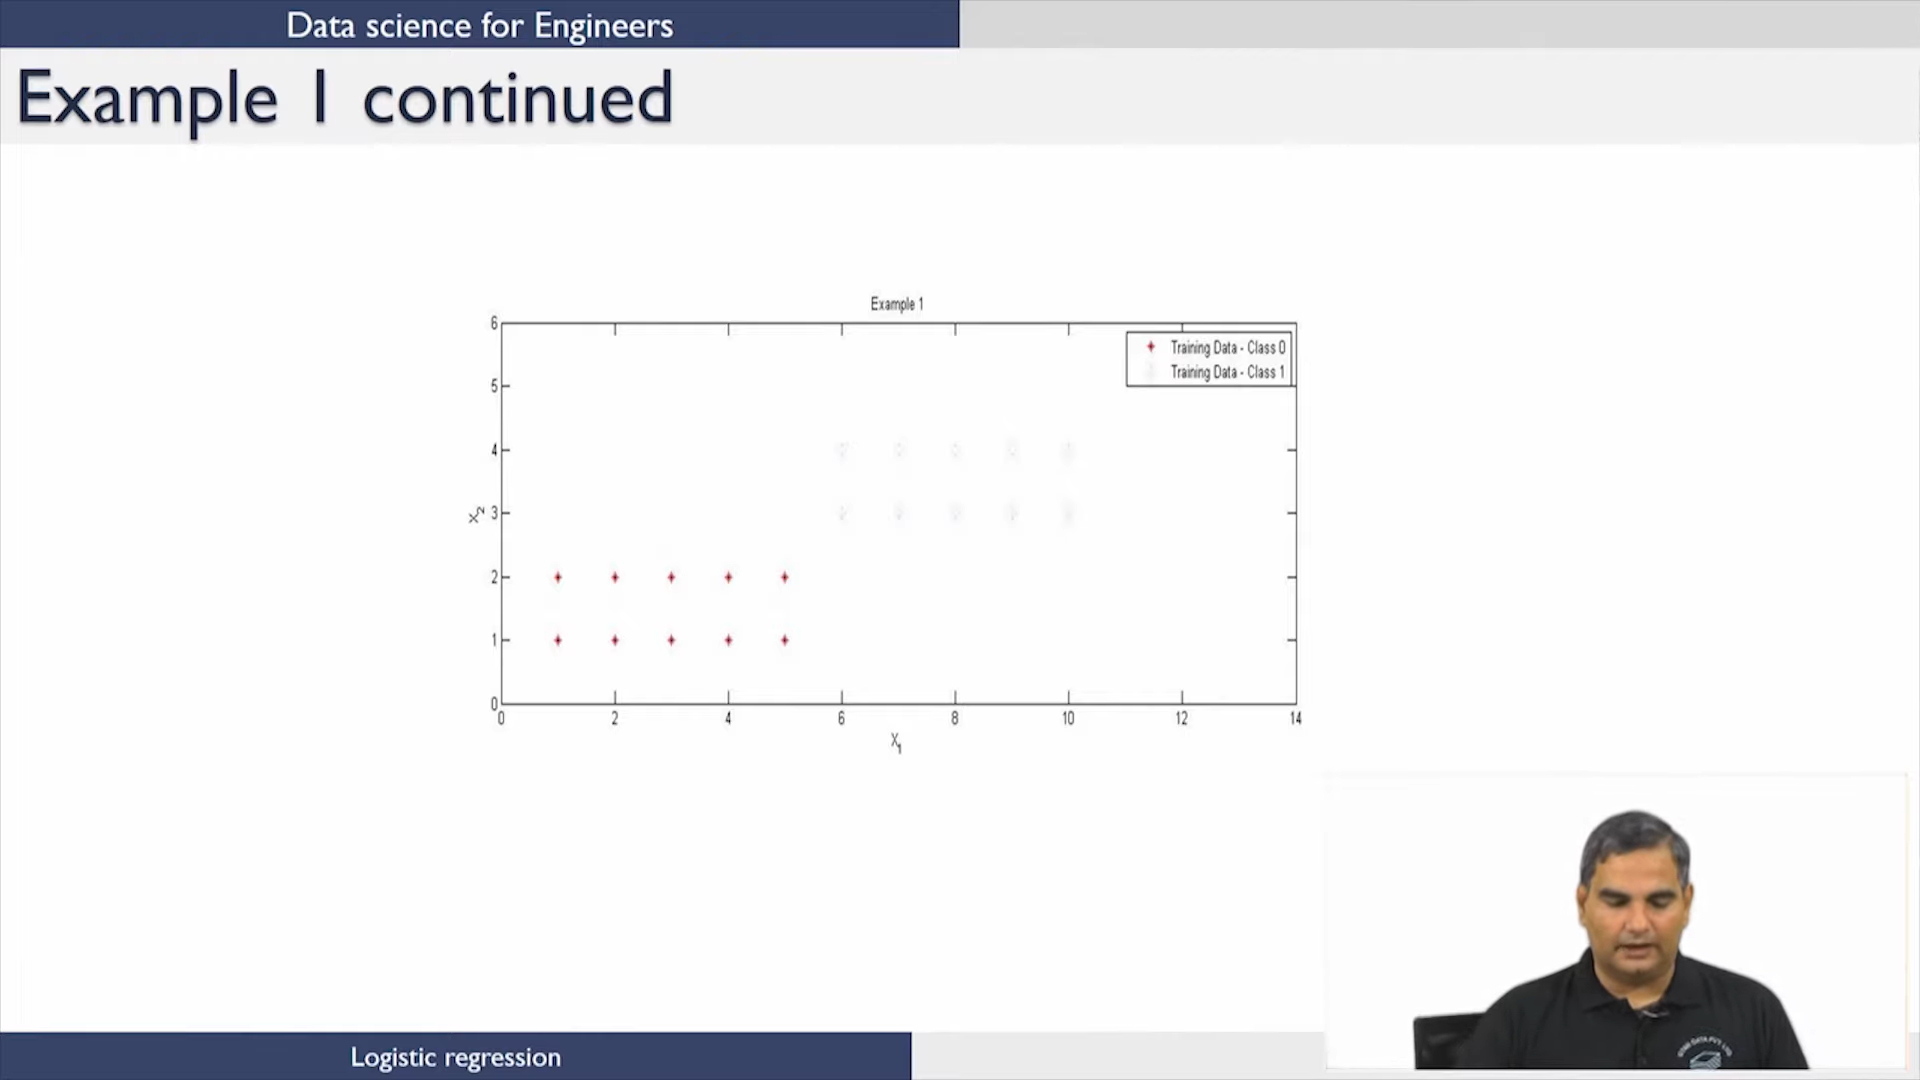 Data science for Engineers
Example 1 continued
Example 1
Training Data - Class 0
Training Data - Class 1
6
5
4
3
2
1
0
X2
0 2 4 6 8 10 12 14
X1
Logistic regression